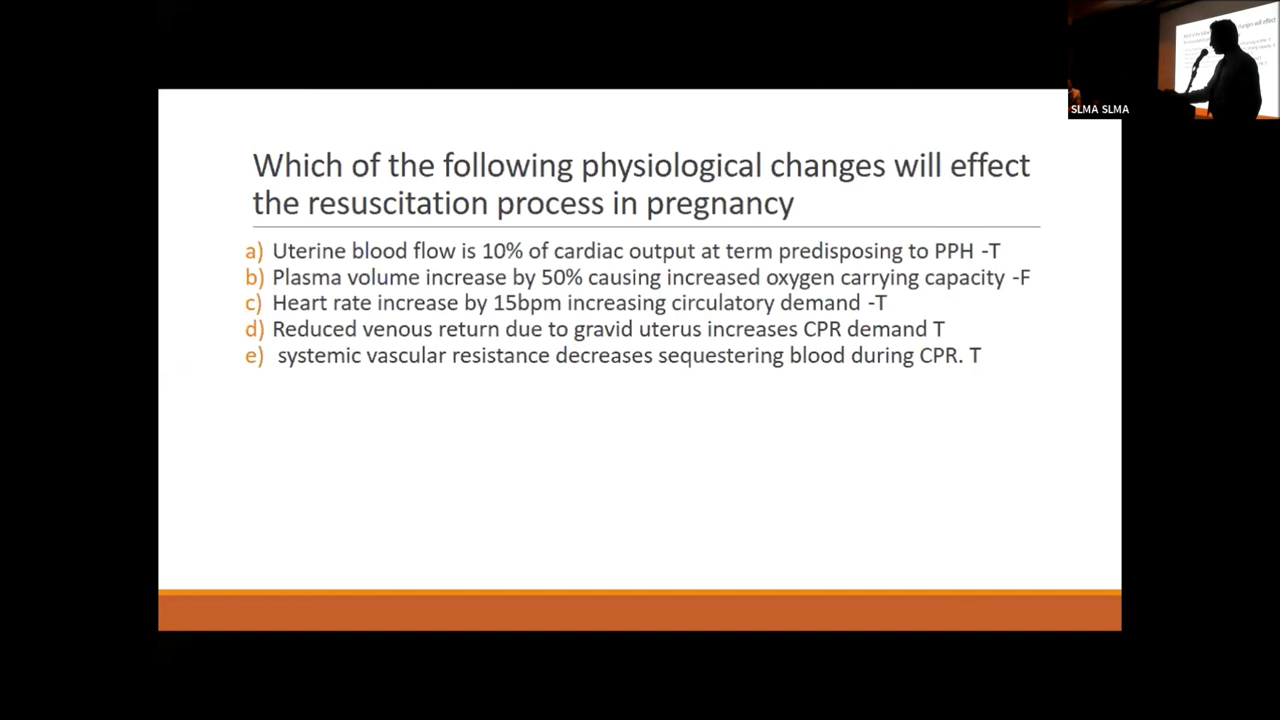 Which of the following physiological changes will effect
the resuscitation process in pregnancy
a) Uterine blood flow is 10% of cardiac output at term predisposing to PPH -T
b) Plasma volume increase by 50% causing increased oxygen carrying capacity -F
c) Heart rate increase by 15bpm increasing circulatory demand -T
d) Reduced venous return due to gravid uterus increases CPR demand T
e) systemic vascular resistance decreases sequestering blood during CPR. T
SLMA SLMA